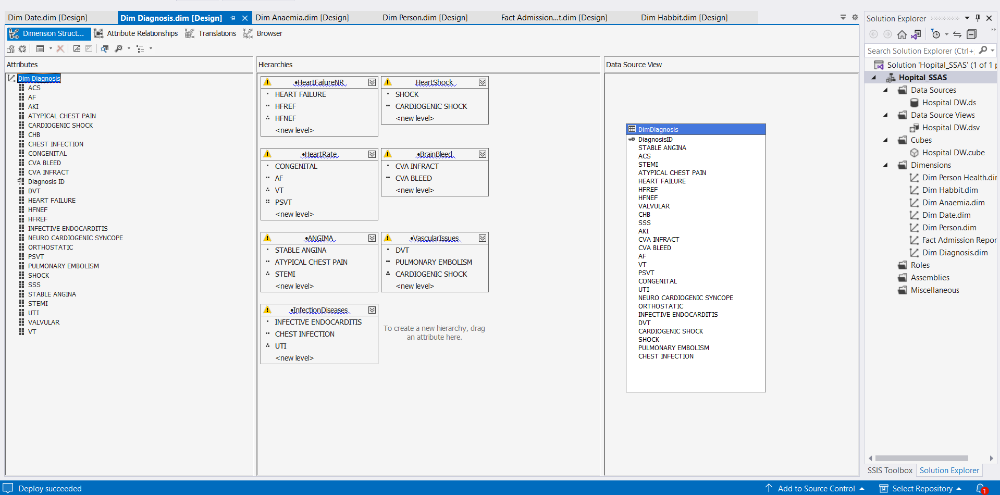 Dim Date.dim [Design]
Dim Diagnosis.dim [Design]
Dim Anaemia.dim [Design]
Dim Person.dim [Design]
Fact Admission...t.dim [Design]
Dim Habbit.dim [Design]
Dimension Struct...
Attribute Relationships
Translations
Browser
Attributes
Dim Diagnosis
ACS
AF
AKI
ATYPICAL CHEST PAIN
CARDIOGENIC SHOCK
CHB
CHEST INFECTION
CONGENITAL
CVA BLEED
CVA INFRACT
Diagnosis ID
DVT
HEART FAILURE
HFNEF
HFREF
INFECTIVE ENDOCARDITIS
NEURO CARDIOGENIC SYNCOPE
ORTHOSTATIC
PSVT
PULMONARY EMBOLISM
SHOCK
SSS
STABLE ANGINA
STEMI
UTI
VALVULAR
VT
Hierarchies
•HeartFailureNR
HEART FAILURE
HFREF
HFNEF
<new level>
HeartShock
SHOCK
CARDIOGENIC SHOCK
<new level>
•HeartRate
CONGENITAL
AF
VT
PSVT
<new level>
•BrainBleed
CVA INFRACT
CVA BLEED
<new level>
•ANGIMA
STABLE ANGINA
ATYPICAL CHEST PAIN
STEMI
<new level>
•VascularIssues
DVT
PULMONARY EMBOLISM
CARDIOGENIC SHOCK
<new level>
•InfectionDiseases
INFECTIVE ENDOCARDITIS
CHEST INFECTION
UTI
<new level>
To create a new hierarchy, drag
an attribute here.
Data Source View
DimDiagnosis
DiagnosisID
STABLE ANGINA
ACS
STEMI
ATYPICAL CHEST PAIN
HEART FAILURE
HFREF
HFNEF
VALVULAR
CHB
SSS
AKI
CVA INFRACT
CVA BLEED
AF
VT
PSVT
CONGENITAL
UTI
NEURO CARDIOGENIC SYNCOPE
ORTHOSTATIC
INFECTIVE ENDOCARDITIS
DVT
CARDIOGENIC SHOCK
SHOCK
PULMONARY EMBOLISM
CHEST INFECTION
Solution Explorer
Search Solution Explorer (Ctrl+
Solution 'Hopital_SSAS' (1 of 1 p
Hopital_SSAS
Data Sources
Hospital DW.ds
Data Source Views
Hospital DW.dsv
Cubes
Hospital DW.cube
Dimensions
Dim Person Health.dir
Dim Habbit.dim
Dim Anaemia.dim
Dim Date.dim
Dim Person.dim
Fact Admission Repor
Dim Diagnosis.dim
Roles
Assemblies
Miscellaneous
SSIS Toolbox
Solution Explorer
Deploy succeeded
Add to Source Control
Select Repository
1